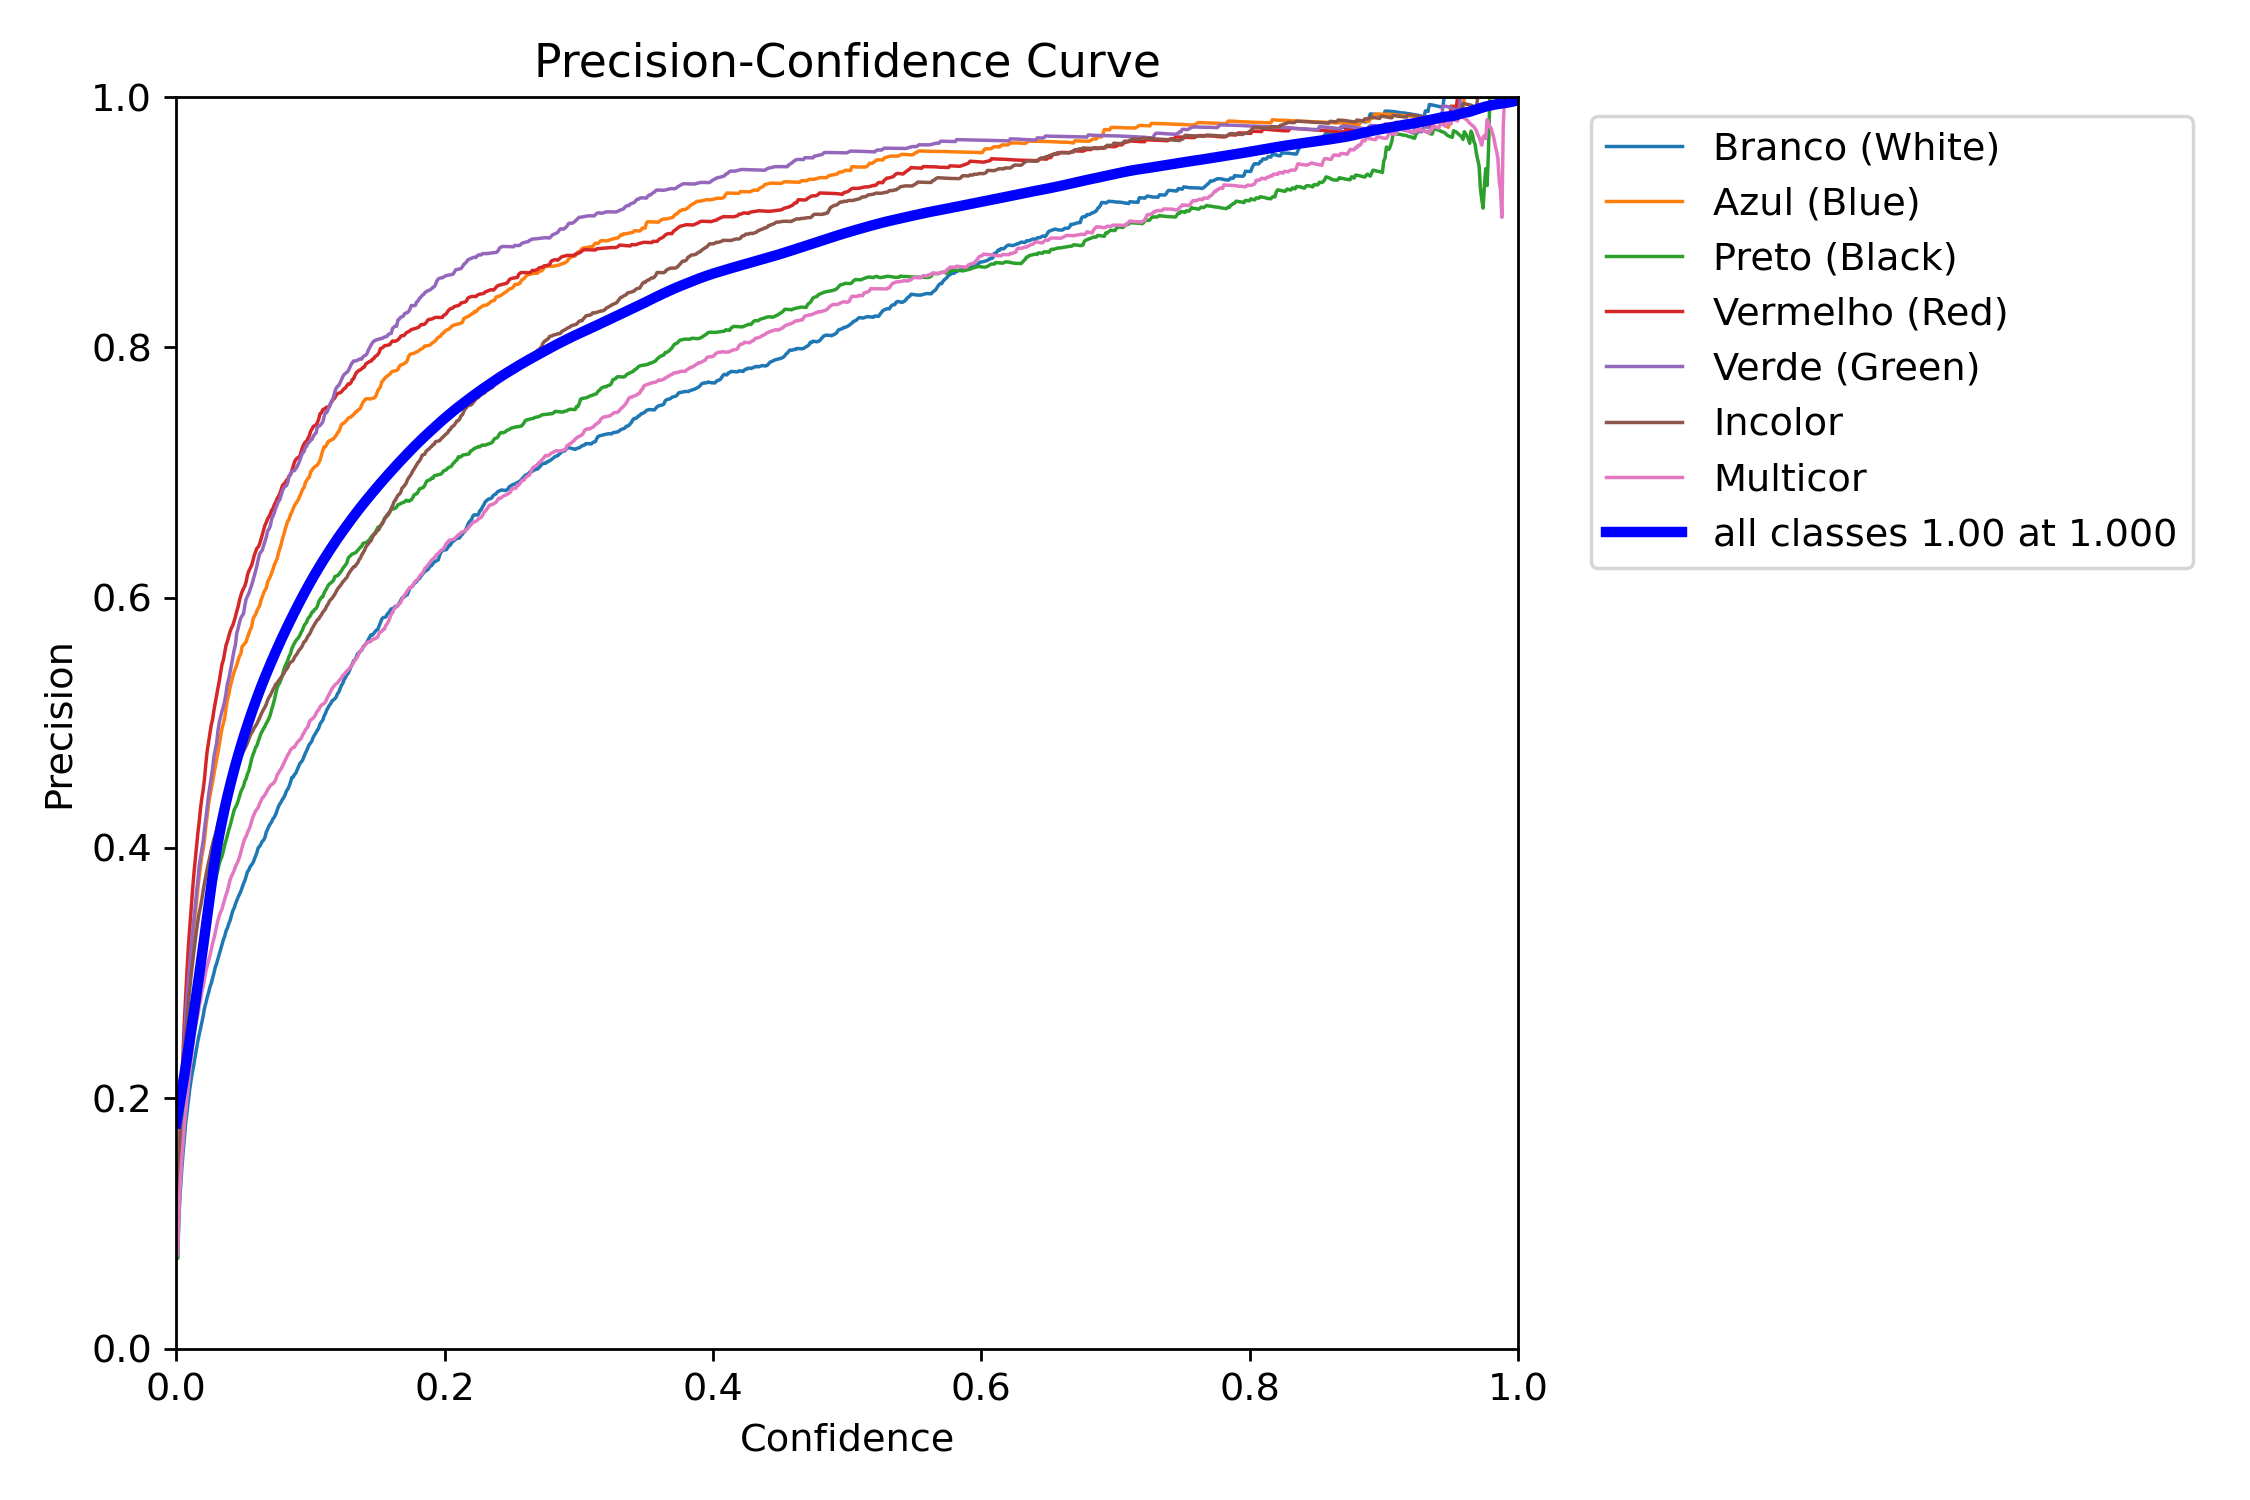 Precision-Confidence Curve
1.0
0.8
0.6
0.4
0.2
0.0
Precision
0.0 0.2 0.4 0.6 0.8 1.0
Confidence
Branco (White)
Azul (Blue)
Preto (Black)
Vermelho (Red)
Verde (Green)
Incolor
Multicor
all classes 1.00 at 1.000